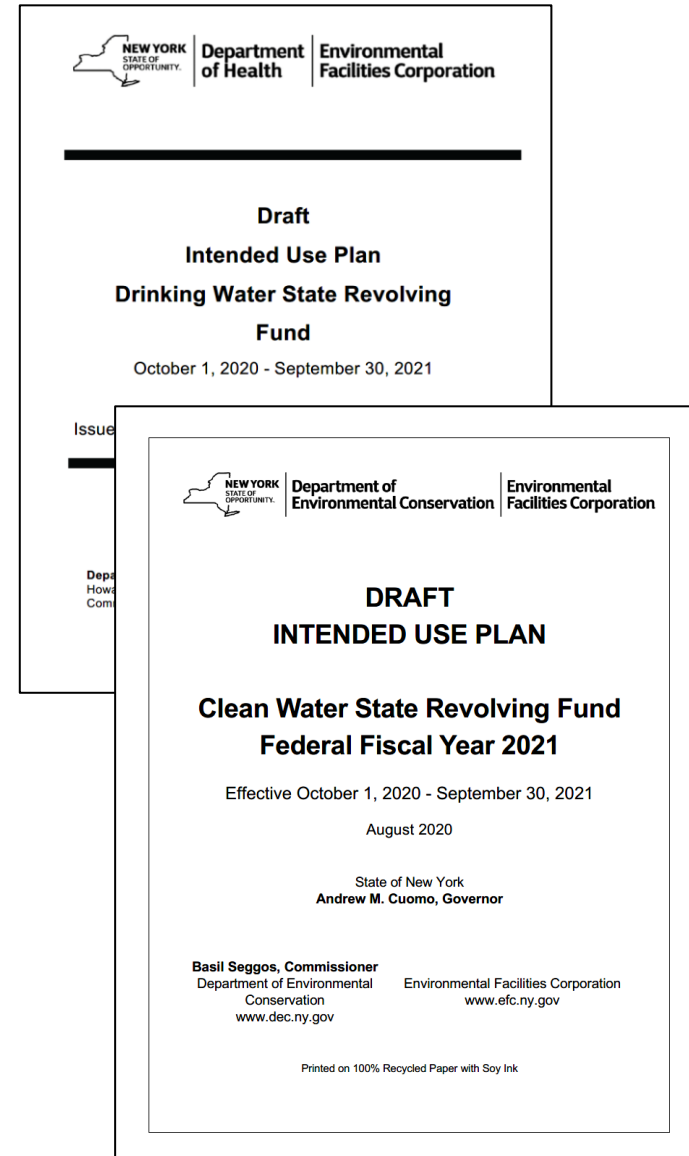 NEW YORK
STATE OF
OPPORTUNITY.
Department
of Health
Environmental
Facilities Corporation
Draft
Intended Use Plan
Drinking Water State Revolving
Fund
October 1, 2020 - September 30, 2021
Issue
Depa
Howa
Com
NEW YORK
STATE OF
OPPORTUNITY.
Department of
Environmental Conservation
Environmental
Facilities Corporation
DRAFT
INTENDED USE PLAN
Clean Water State Revolving Fund
Federal Fiscal Year 2021
Effective October 1, 2020 - September 30, 2021
August 2020
State of New York
Andrew M. Cuomo, Governor
Basil Seggos, Commissioner
Department of Environmental
Conservation
www.dec.ny.gov
Environmental Facilities Corporation
www.efc.ny.gov
Printed on 100% Recycled Paper with Soy Ink